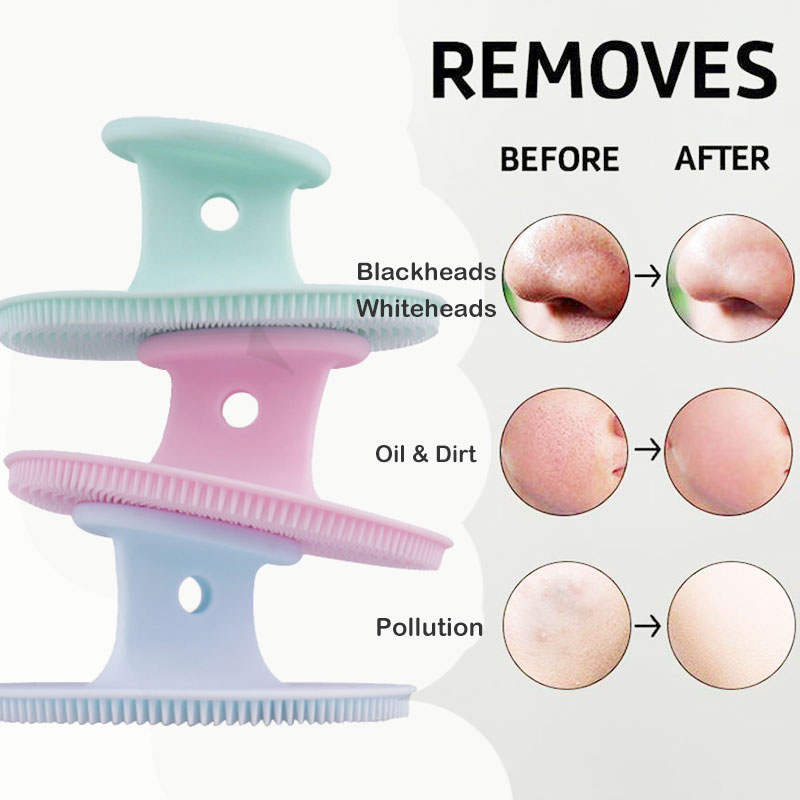 REMOVES
BEFORE AFTER
Blackheads
Whiteheads
Oil & Dirt
Pollution